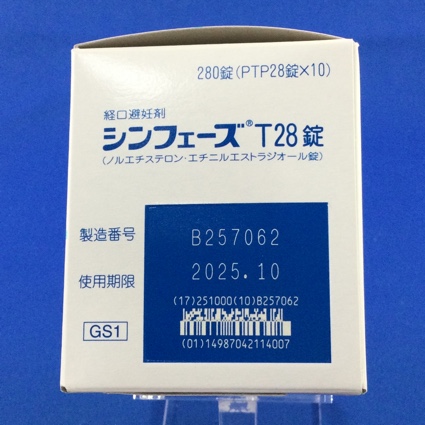 280錠(PTP28錠×10)
経口避妊剤
シンフェーズ® T28錠
(ノルエチステロン・エチニルエストラジオール錠)
製造番号 B257062
使用期限 2025.10
(17)251000(10)B257062
GS1
(01)14987042114007